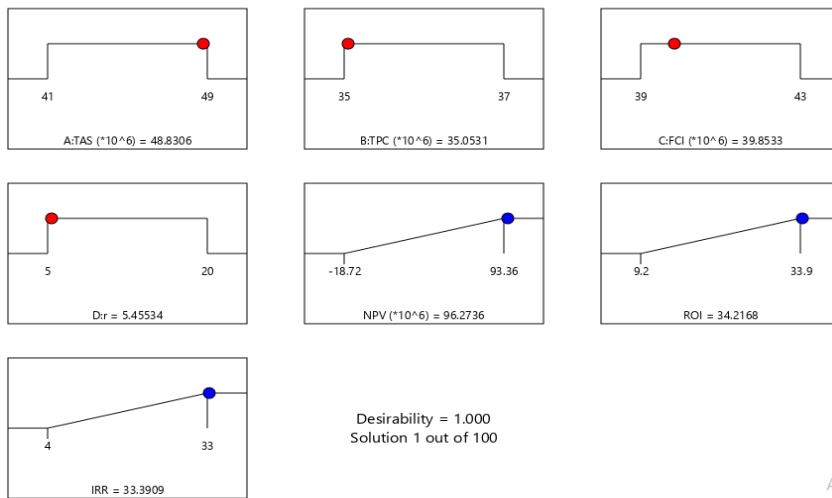 41 49
A:TAS (*10^6) = 48.8306
35 37
B:TPC (*10^6) = 35.0531
39 43
C:FCI (*10^6) = 39.8533
5 20
D:r = 5.45534
-18.72 93.36
NPV (*10^6) = 96.2736
9.2 33.9
ROI = 34.2168
4 33
IRR = 33.3909
Desirability = 1.000
Solution 1 out of 100